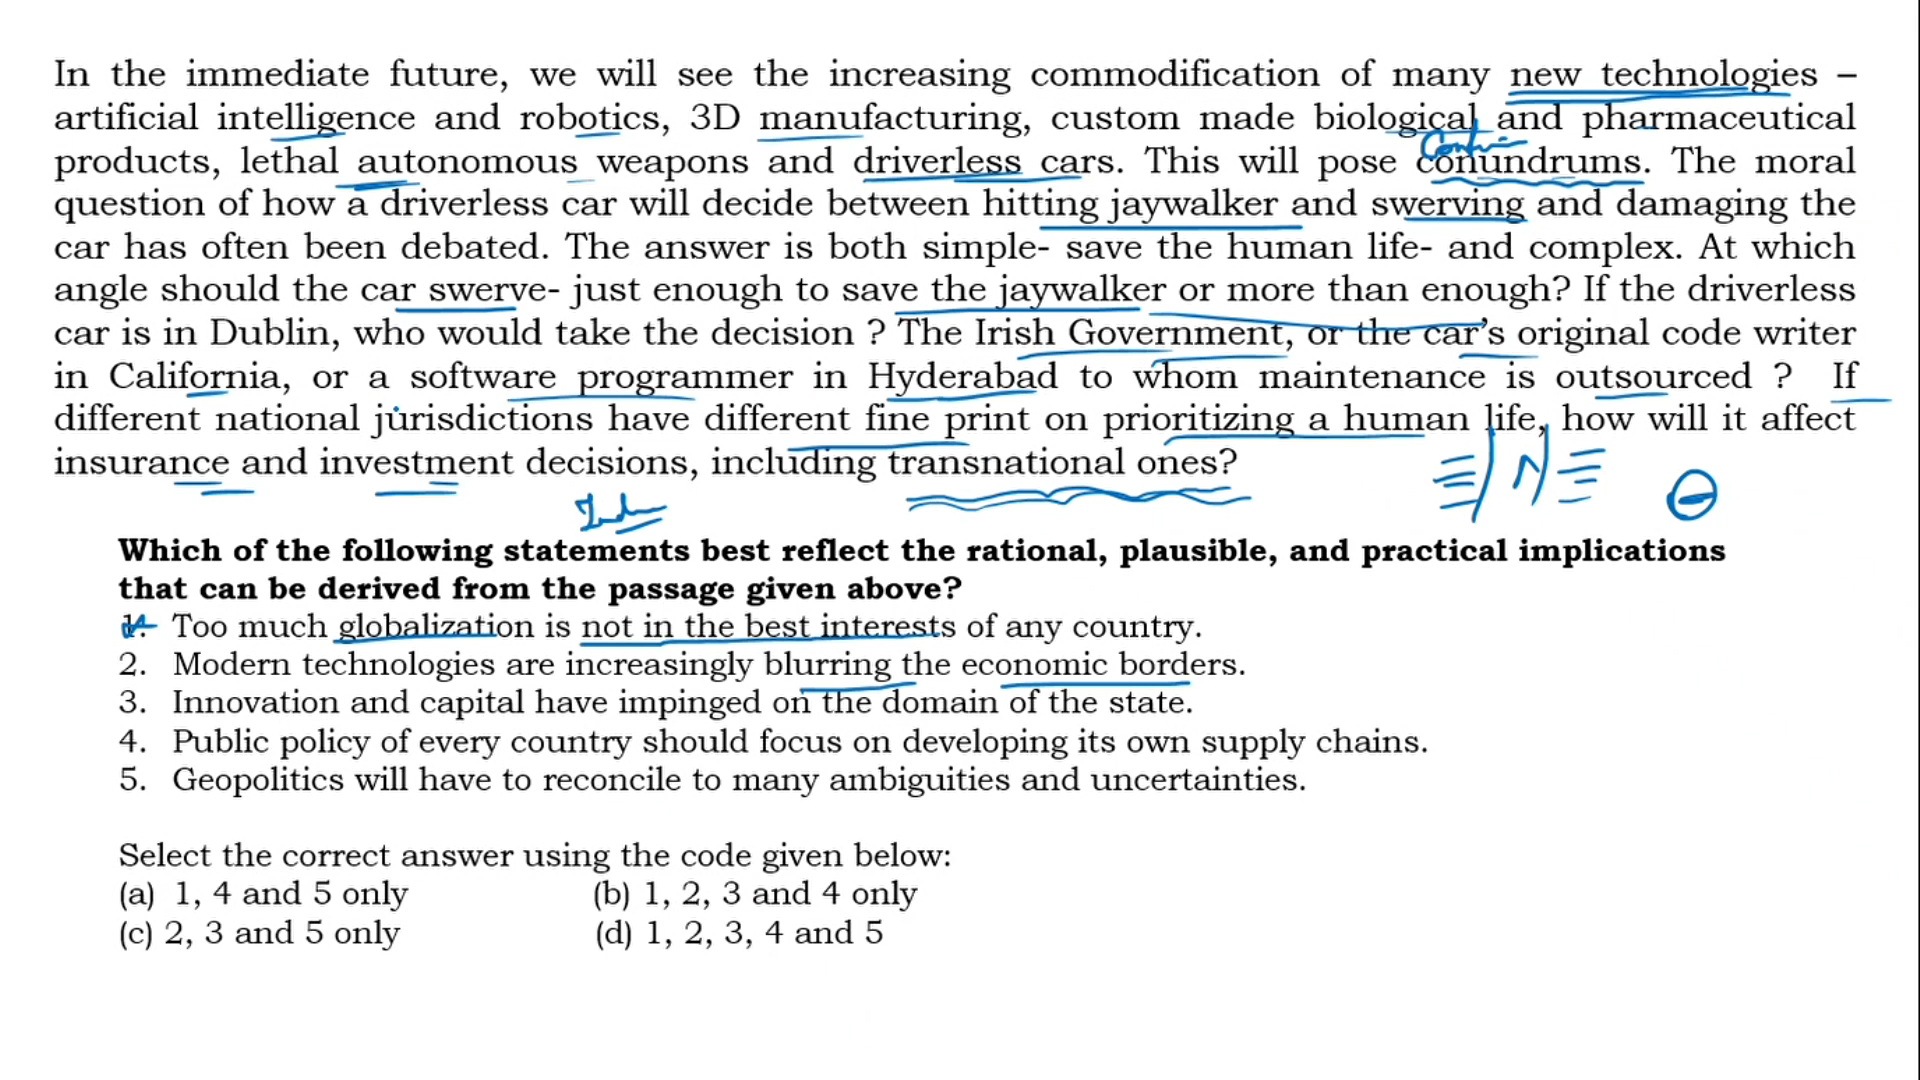 In the immediate future, we will see the increasing commodification of many new technologies –
artificial intelligence and robotics, 3D manufacturing, custom made biological and pharmaceutical
products, lethal autonomous weapons and driverless cars. This will pose conundrums. The moral
question of how a driverless car will decide between hitting jaywalker and swerving and damaging the
car has often been debated. The answer is both simple- save the human life- and complex. At which
angle should the car swerve- just enough to save the jaywalker or more than enough? If the driverless
car is in Dublin, who would take the decision ? The Irish Government, or the car's original code writer
in California, or a software programmer in Hyderabad to whom maintenance is outsourced ? If
different national jurisdictions have different fine print on prioritizing a human life, how will it affect
insurance and investment decisions, including transnational ones?
Which of the following statements best reflect the rational, plausible, and practical implications
that can be derived from the passage given above?
1. Too much globalization is not in the best interests of any country.
2. Modern technologies are increasingly blurring the economic borders.
3. Innovation and capital have impinged on the domain of the state.
4. Public policy of every country should focus on developing its own supply chains.
5. Geopolitics will have to reconcile to many ambiguities and uncertainties.
Select the correct answer using the code given below:
(a) 1, 4 and 5 only (b) 1, 2, 3 and 4 only
(c) 2, 3 and 5 only (d) 1, 2, 3, 4 and 5